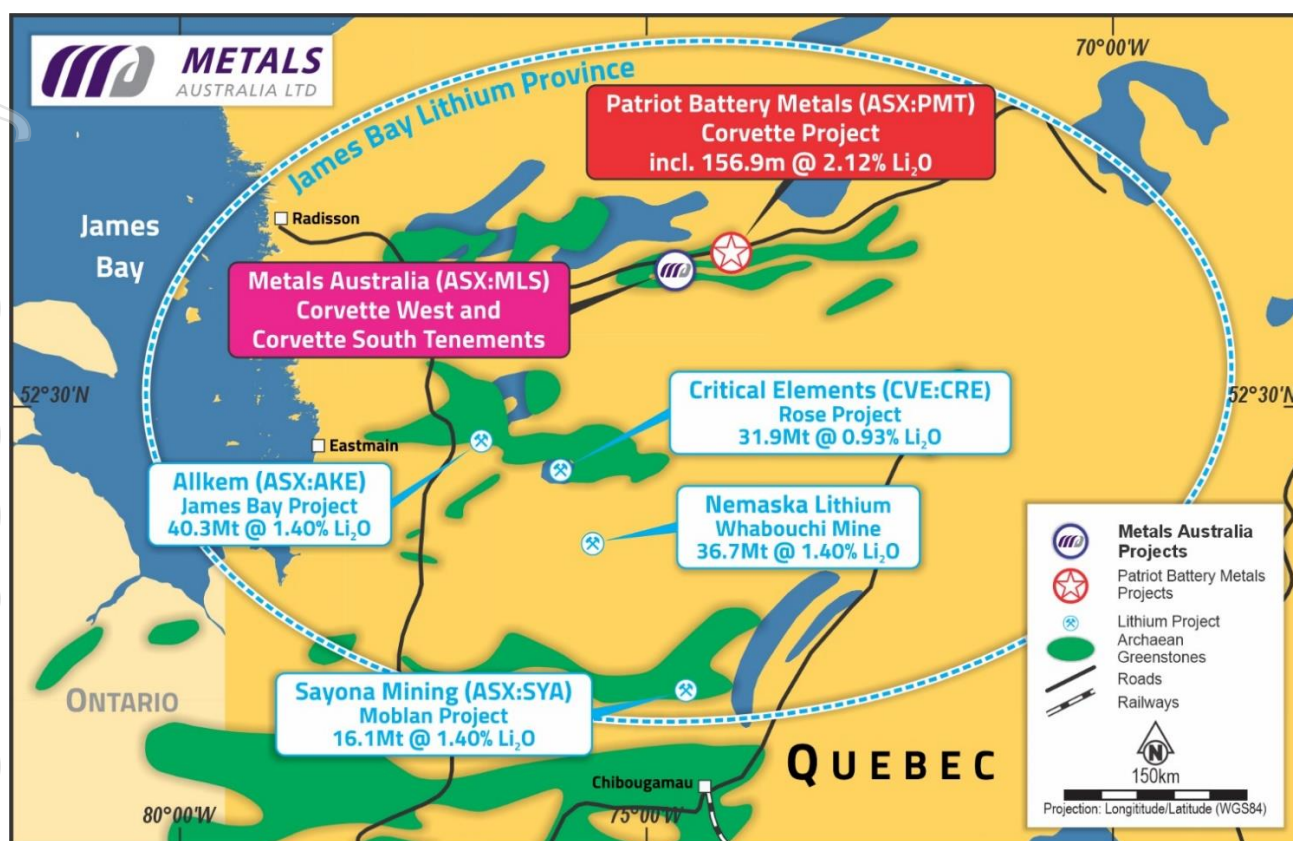 METALS
AUSTRALIA LTD
70°00'W
James Bay Lithium Province
Patriot Battery Metals (ASX:PMT)
Corvette Project
incl. 156.9m @ 2.12% Li₂O
Radisson
James
Bay
Metals Australia (ASX:MLS)
Corvette West and
Corvette South Tenements
52°30'N
52°30'N
Critical Elements (CVE:CRE)
Rose Project
31.9Mt @ 0.93% Li₂O
Eastmain
Allkem (ASX:AKE)
James Bay Project
40.3Mt @ 1.40% Li₂O
Nemaska Lithium
Whabouchi Mine
36.7Mt @ 1.40% Li₂O
Metals Australia
Projects
Patriot Battery Metals
Projects
Lithium Project
Archaean
Greenstones
Roads
Railways
N
150km
Projection: Longititude/Latitude (WGS84)
ONTARIO
Sayona Mining (ASX:SYA)
Moblan Project
16.1Mt @ 1.40% Li₂O
QUEBEC
Chibougamau
80°00'W
75°00'W